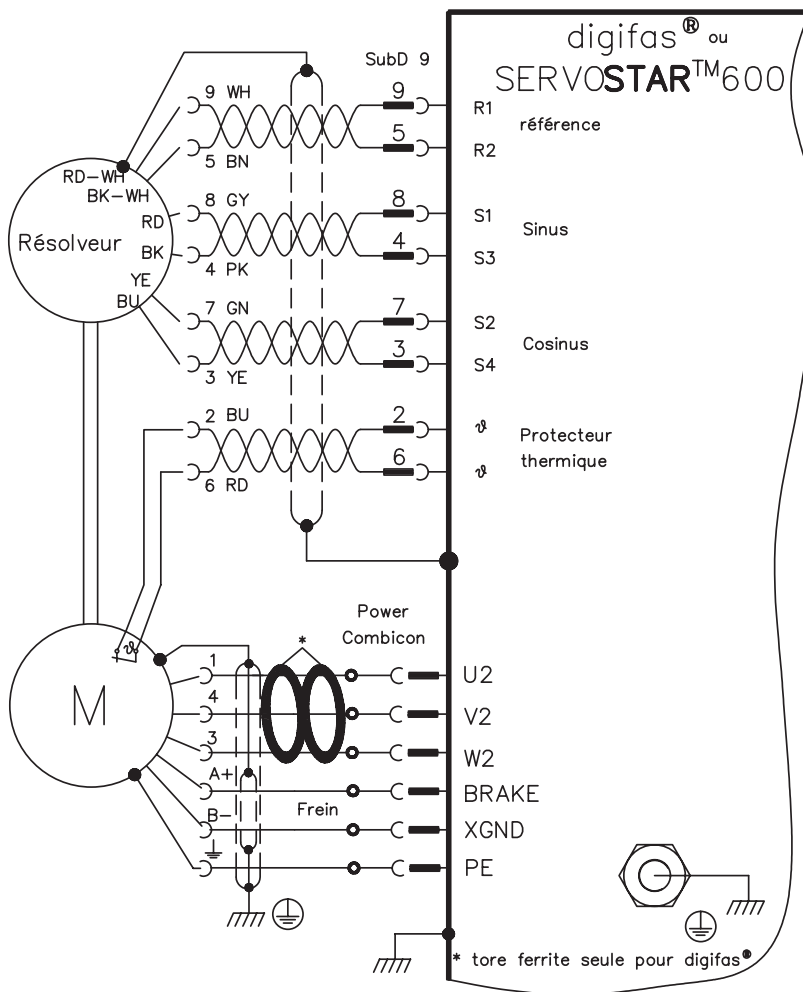 digifas® ou
SERVOSTAR™600
SubD 9
9 WH
9
R1
référence
5 BN
5
R2
RD-WH
BK-WH
8 GY
8
S1
Sinus
RD
Résolveur
BK
4 PK
4
S3
YE
BU
7 GN
7
S2
Cosinus
3 YE
3
S4
2 BU
2
ϑ
Protecteur
thermique
6 RD
6
ϑ
Power
Combicon
*
ϑ
M
1
U2
4
V2
3
W2
A+
BRAKE
B-
Frein
XGND
PE
* tore ferrite seule pour digifas®